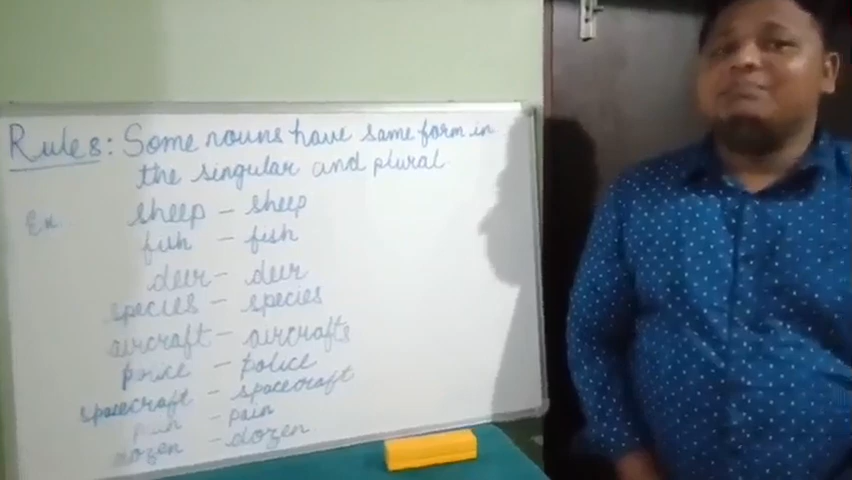 Rules: Some nouns have same form in
the singular and plural
Ex. sheep - sheep
fish - fish
deer - deer
species - species
aircraft - aircrafts
police - police
spacecraft - spacecraft
- pain
dozen - dozen